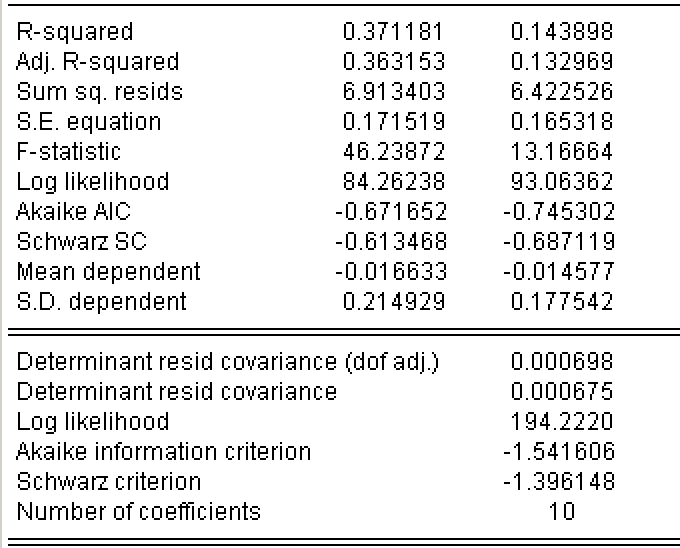 R-squared 0.371181 0.143898
Adj. R-squared 0.363153 0.132969
Sum sq. resids 6.913403 6.422526
S.E. equation 0.171519 0.165318
F-statistic 46.23872 13.16664
Log likelihood 84.26238 93.06362
Akaike AIC -0.671652 -0.745302
Schwarz SC -0.613468 -0.687119
Mean dependent -0.016633 -0.014577
S.D. dependent 0.214929 0.177542
Determinant resid covariance (dof adj.) 0.000698
Determinant resid covariance 0.000675
Log likelihood 194.2220
Akaike information criterion -1.541606
Schwarz criterion -1.396148
Number of coefficients 10